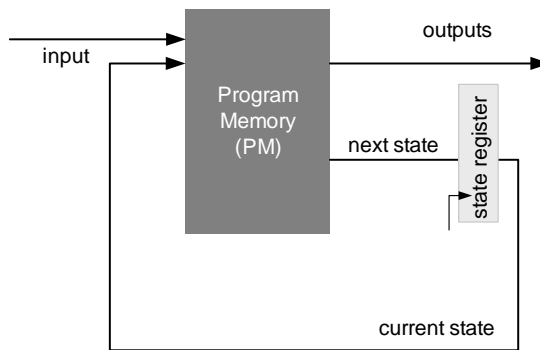 outputs
input
Program
Memory
(PM)
next state
state register
current state